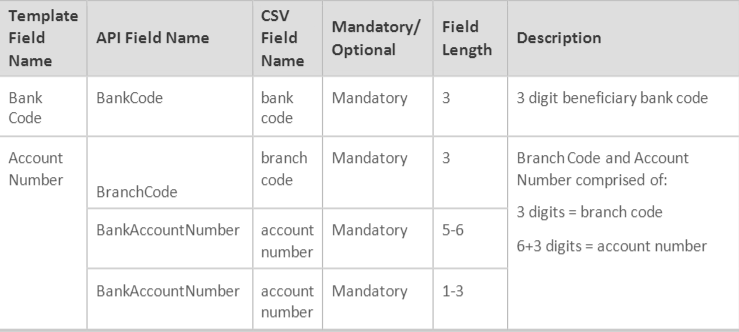 Template Field Name
API Field Name
CSV Field Name
Mandatory/ Optional
Field Length
Description
Bank Code
BankCode
bank code
Mandatory
3
3 digit beneficiary bank code
Account Number
BranchCode
branch code
Mandatory
3
Branch Code and Account
Number comprised of:
3 digits = branch code
6+3 digits = account number
BankAccountNumber
account number
Mandatory
5-6
BankAccountNumber
account number
Mandatory
1-3